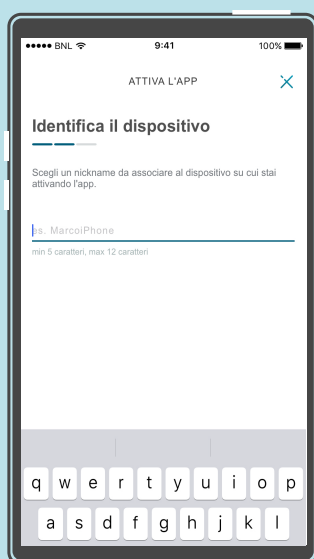 BNL 9:41 100%
ATTIVA L'APP
Identifica il dispositivo
Scegli un nickname da associare al dispositivo su cui stai
attivando l'app.
es. MarcoiPhone
min 5 caratteri, max 12 caratteri
q w e r t y u i o p
a s d f g h j k l